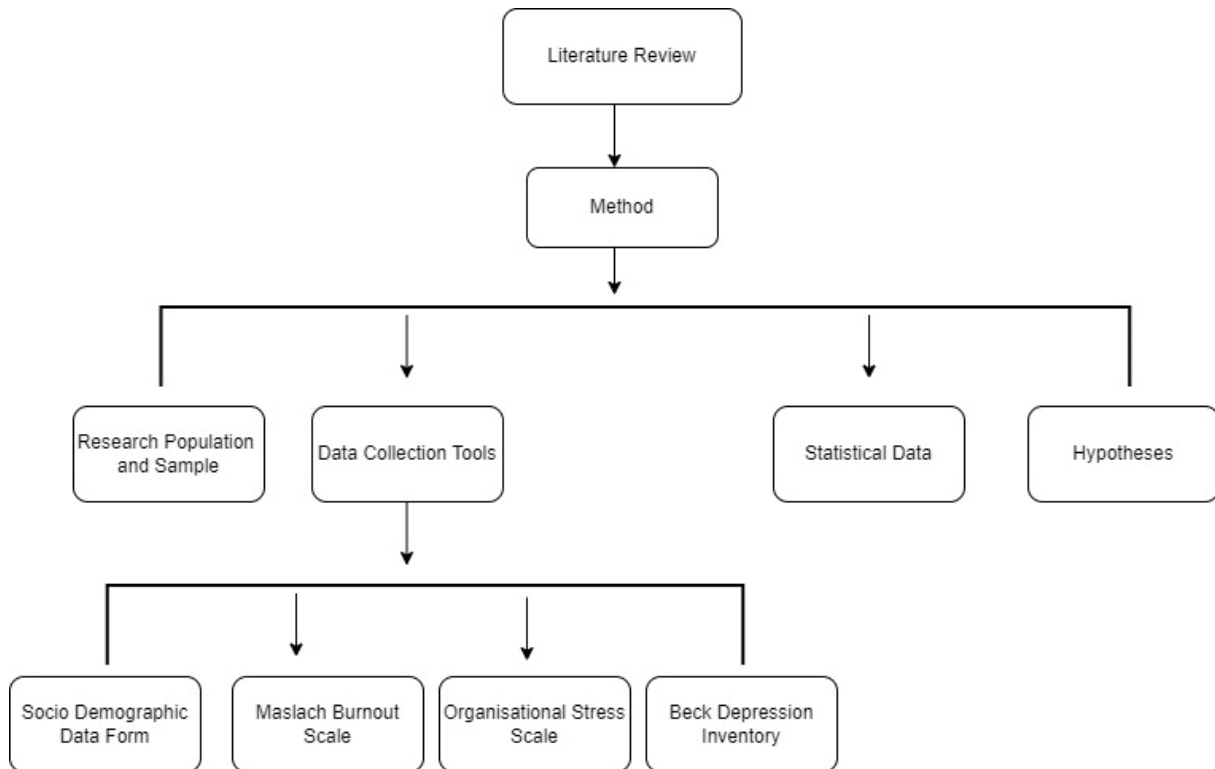 Literature Review
Method
Research Population
and Sample
Data Collection Tools
Statistical Data
Hypotheses
Socio Demographic
Data Form
Maslach Burnout
Scale
Organisational Stress
Scale
Beck Depression
Inventory